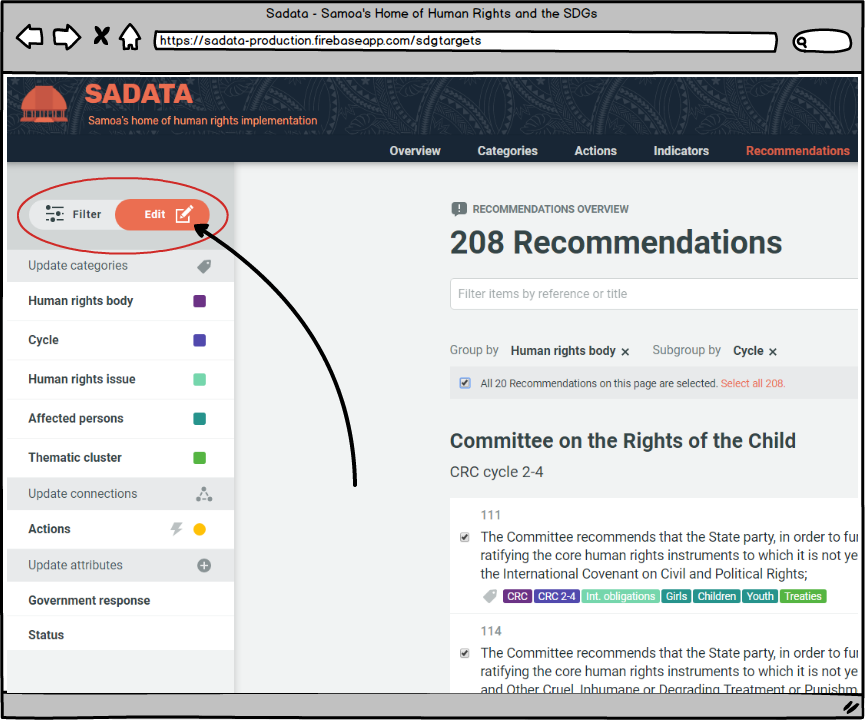 Sadata - Samoa's Home of Human Rights and the SDGs
https://sadata-production.firebaseapp.com/sdgtargets
SADATA
Samoa's home of human rights implementation
Overview Categories Actions Indicators Recommendations
Filter Edit
Update categories
Human rights body
Cycle
Human rights issue
Affected persons
Thematic cluster
Update connections
Actions
Update attributes
Government response
Status
RECOMMENDATIONS OVERVIEW
208 Recommendations
Filter items by reference or title
Group by Human rights body × Subgroup by Cycle ×
All 20 Recommendations on this page are selected. Select all 208.
Committee on the Rights of the Child
CRC cycle 2-4
111
The Committee recommends that the State party, in order to fur
ratifying the core human rights instruments to which it is not ye
the International Covenant on Civil and Political Rights;
CRC CRC 2-4 Int. obligations Girls Children Youth Treaties
114
The Committee recommends that the State party, in order to fur
ratifying the core human rights instruments to which it is not ye
and Other Cruel, Inhumane or Degrading Treatment or Punishm